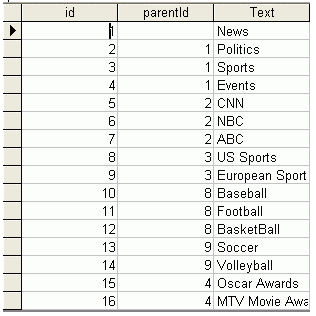 id parentId Text
1 News
2 1 Politics
3 1 Sports
4 1 Events
5 2 CNN
6 2 NBC
7 2 ABC
8 3 US Sports
9 3 European Sport
10 8 Baseball
11 8 Football
12 8 BasketBall
13 9 Soccer
14 9 Volleyball
15 4 Oscar Awards
16 4 MTV Movie Awa